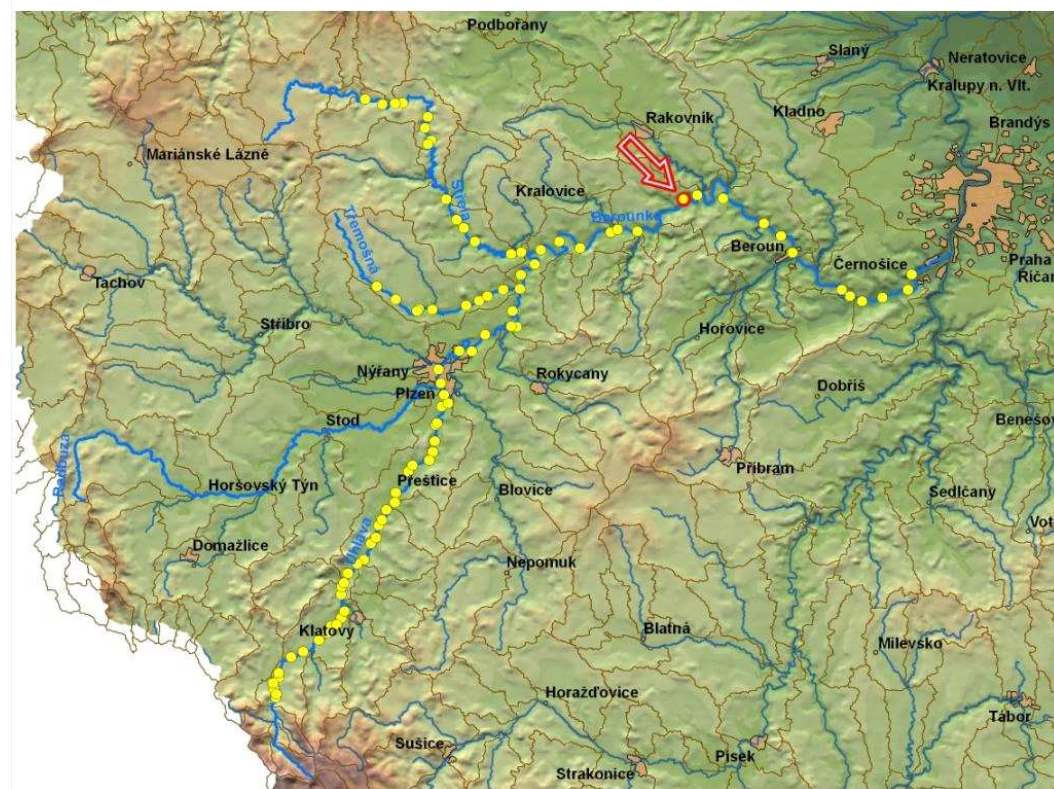 Podbořany
Slaný
Neratovice
Kralupy n. Vlt.
Kladno
Rakovník
Brandýs
Mariánské Lázně
Kralovice
Střela
Berounka
Třemošná
Beroun
Černošice
Praha
Říčan
Tachov
Stříbro
Hořovice
Nýřany
Rokycany
Dobříš
Plzeň
Stod
Benešov
Radbuza
Příbram
Horšovský Týn
Přeštice
Blovice
Sedlčany
Vot
Úhlava
Domažlice
Nepomuk
Klatovy
Blatná
Milevsko
Horažďovice
Tábor
Sušice
Písek
Strakonice